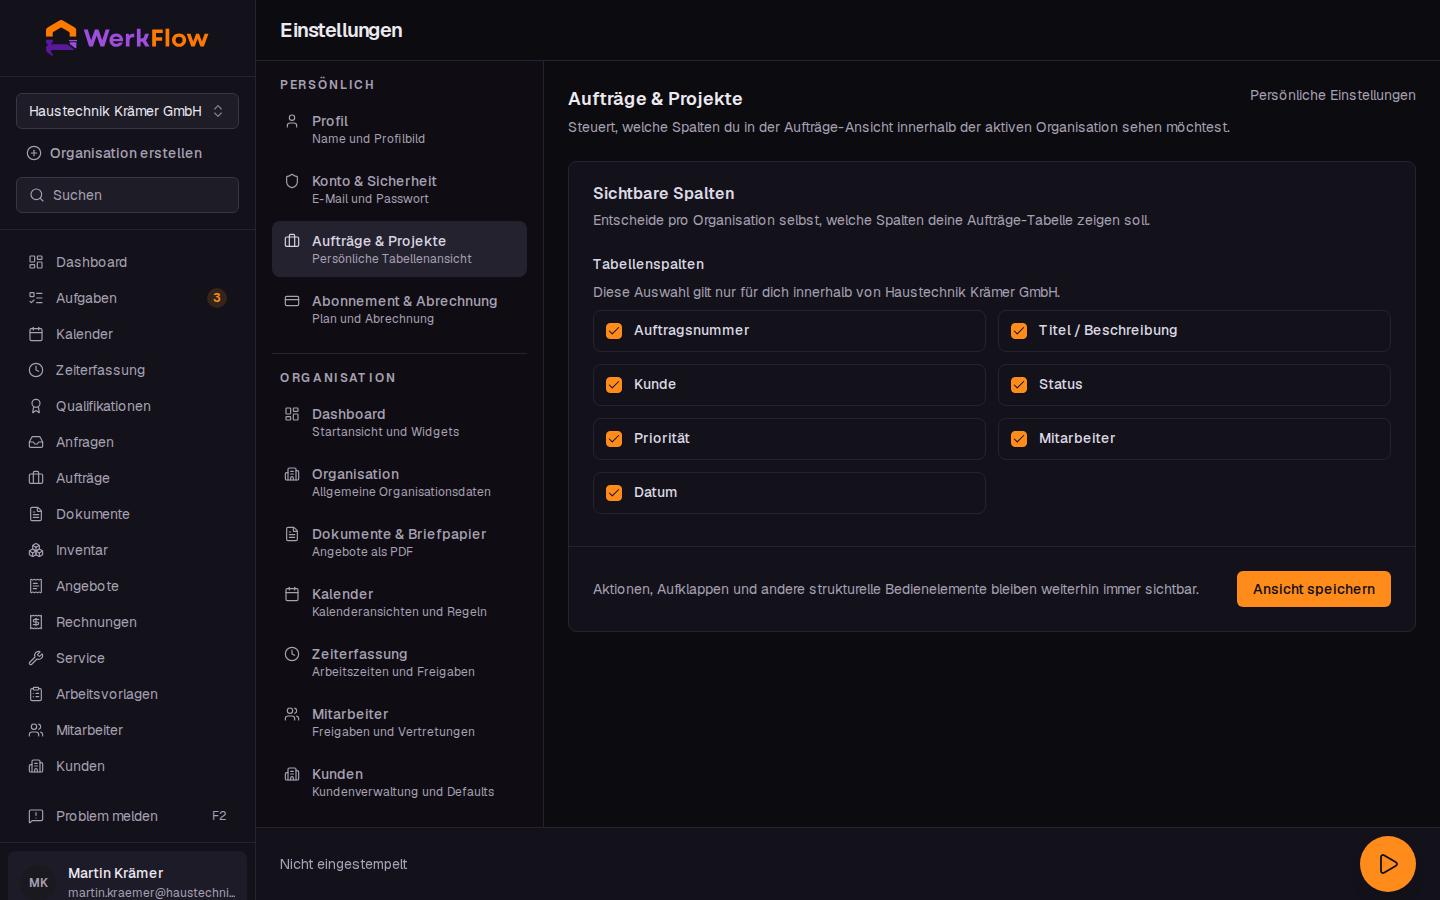 WerkFlow
Haustechnik Krämer GmbH
Organisation erstellen
Suchen
Dashboard
Aufgaben 3
Kalender
Zeiterfassung
Qualifikationen
Anfragen
Aufträge
Dokumente
Inventar
Angebote
Rechnungen
Service
Arbeitsvorlagen
Mitarbeiter
Kunden
Problem melden F2
MK
Martin Krämer
martin.kraemer@haustechni…
Einstellungen
PERSÖNLICH
Profil
Name und Profilbild
Konto & Sicherheit
E-Mail und Passwort
Aufträge & Projekte
Persönliche Tabellenansicht
Abonnement & Abrechnung
Plan und Abrechnung
ORGANISATION
Dashboard
Startansicht und Widgets
Organisation
Allgemeine Organisationsdaten
Dokumente & Briefpapier
Angebote als PDF
Kalender
Kalenderansichten und Regeln
Zeiterfassung
Arbeitszeiten und Freigaben
Mitarbeiter
Freigaben und Vertretungen
Kunden
Kundenverwaltung und Defaults
Aufträge & Projekte
Persönliche Einstellungen
Steuert, welche Spalten du in der Aufträge-Ansicht innerhalb der aktiven Organisation sehen möchtest.
Sichtbare Spalten
Entscheide pro Organisation selbst, welche Spalten deine Aufträge-Tabelle zeigen soll.
Tabellenspalten
Diese Auswahl gilt nur für dich innerhalb von Haustechnik Krämer GmbH.
Auftragsnummer
Titel / Beschreibung
Kunde
Status
Priorität
Mitarbeiter
Datum
Aktionen, Aufklappen und andere strukturelle Bedienelemente bleiben weiterhin immer sichtbar.
Ansicht speichern
Nicht eingestempelt